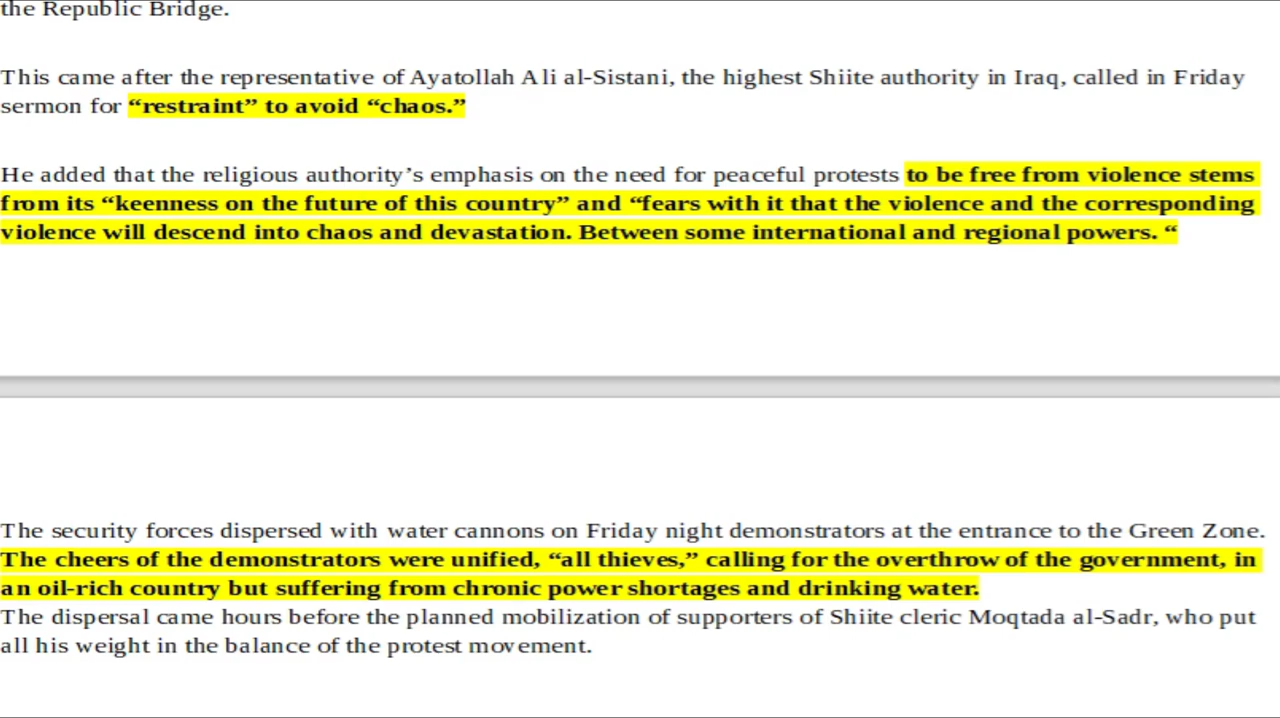 the Republic Bridge.
This came after the representative of Ayatollah Ali al-Sistani, the highest Shiite authority in Iraq, called in Friday
sermon for “restraint” to avoid “chaos.”
He added that the religious authority’s emphasis on the need for peaceful protests to be free from violence stems
from its “keenness on the future of this country” and “fears with it that the violence and the corresponding
violence will descend into chaos and devastation. Between some international and regional powers. “
The security forces dispersed with water cannons on Friday night demonstrators at the entrance to the Green Zone.
The cheers of the demonstrators were unified, “all thieves,” calling for the overthrow of the government, in
an oil-rich country but suffering from chronic power shortages and drinking water.
The dispersal came hours before the planned mobilization of supporters of Shiite cleric Moqtada al-Sadr, who put
all his weight in the balance of the protest movement.